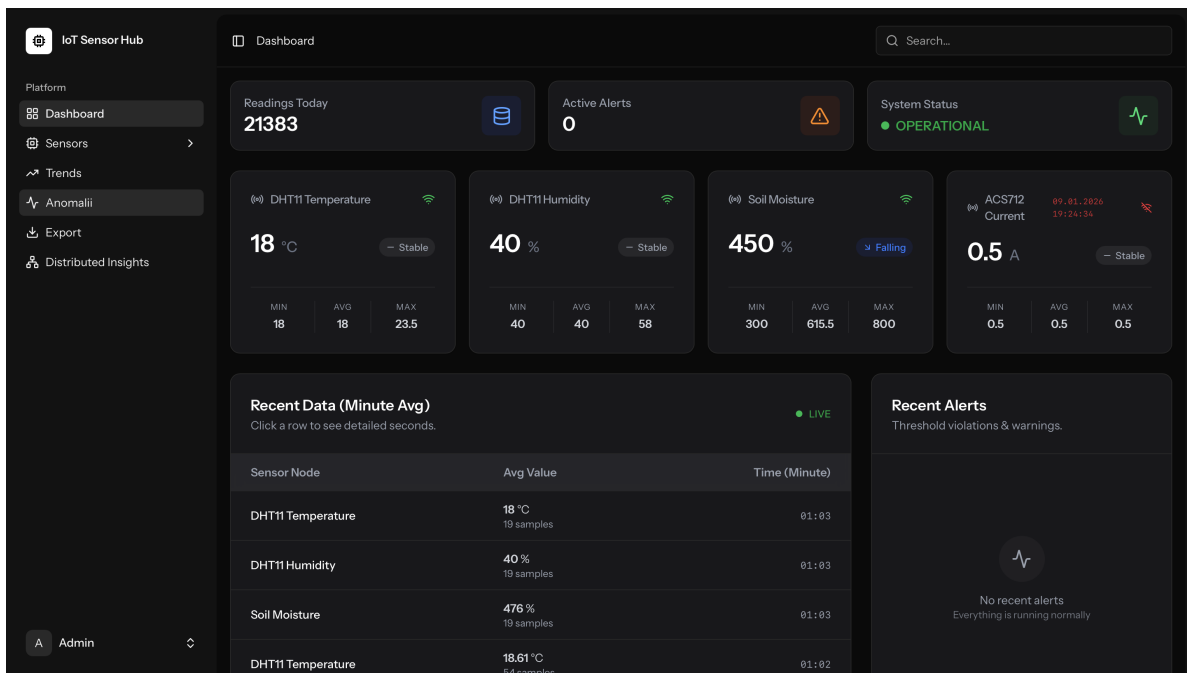 IoT Sensor Hub
Dashboard
Search...
Platform
Dashboard
Sensors
Trends
Anomalii
Export
Distributed Insights
Admin
A
Readings Today
21383
Active Alerts
0
System Status
OPERATIONAL
DHT11 Temperature
18 °C
Stable
MIN AVG MAX
18 18 23.5
DHT11 Humidity
40 %
Stable
MIN AVG MAX
40 40 58
Soil Moisture
450 %
Falling
MIN AVG MAX
300 615.5 800
ACS712
Current
09.01.2026
19:24:34
0.5 A
Stable
MIN AVG MAX
0.5 0.5 0.5
Recent Data (Minute Avg)
Click a row to see detailed seconds.
LIVE
Sensor Node Avg Value Time (Minute)
DHT11 Temperature 18 °C 01:03
19 samples
DHT11 Humidity 40 % 01:03
19 samples
Soil Moisture 476 % 01:03
19 samples
DHT11 Temperature 18.61 °C 01:02
54 samples
Recent Alerts
Threshold violations & warnings.
No recent alerts
Everything is running normally